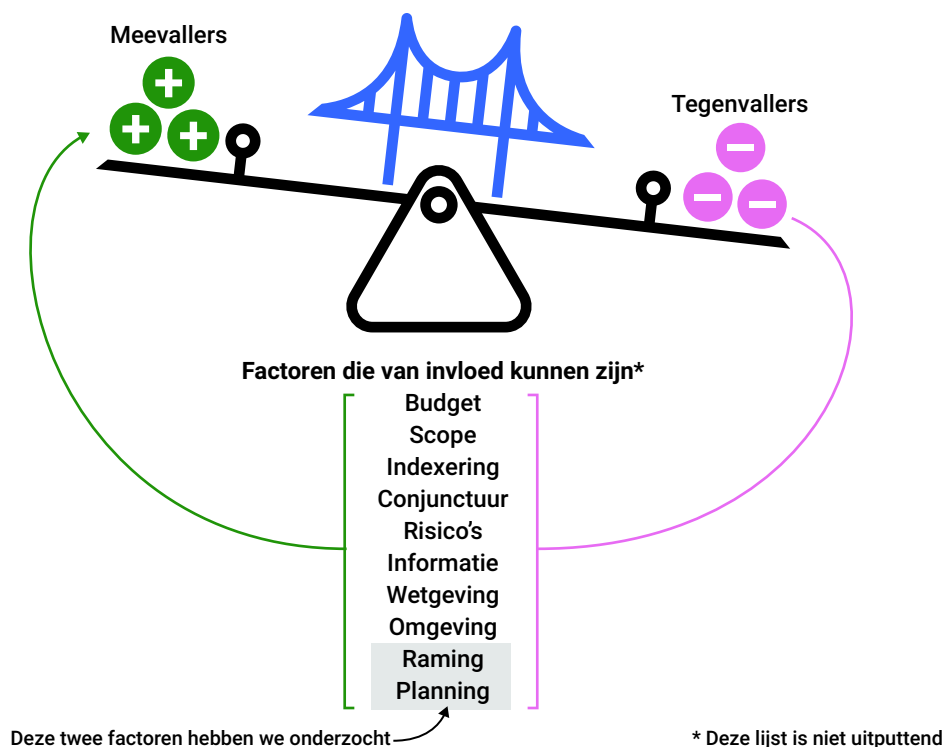 Meevallers
Tegenvallers
Factoren die van invloed kunnen zijn*
Budget
Scope
Indexering
Conjunctuur
Risico’s
Informatie
Wetgeving
Omgeving
Raming
Planning
Deze twee factoren hebben we onderzocht
* Deze lijst is niet uitputtend